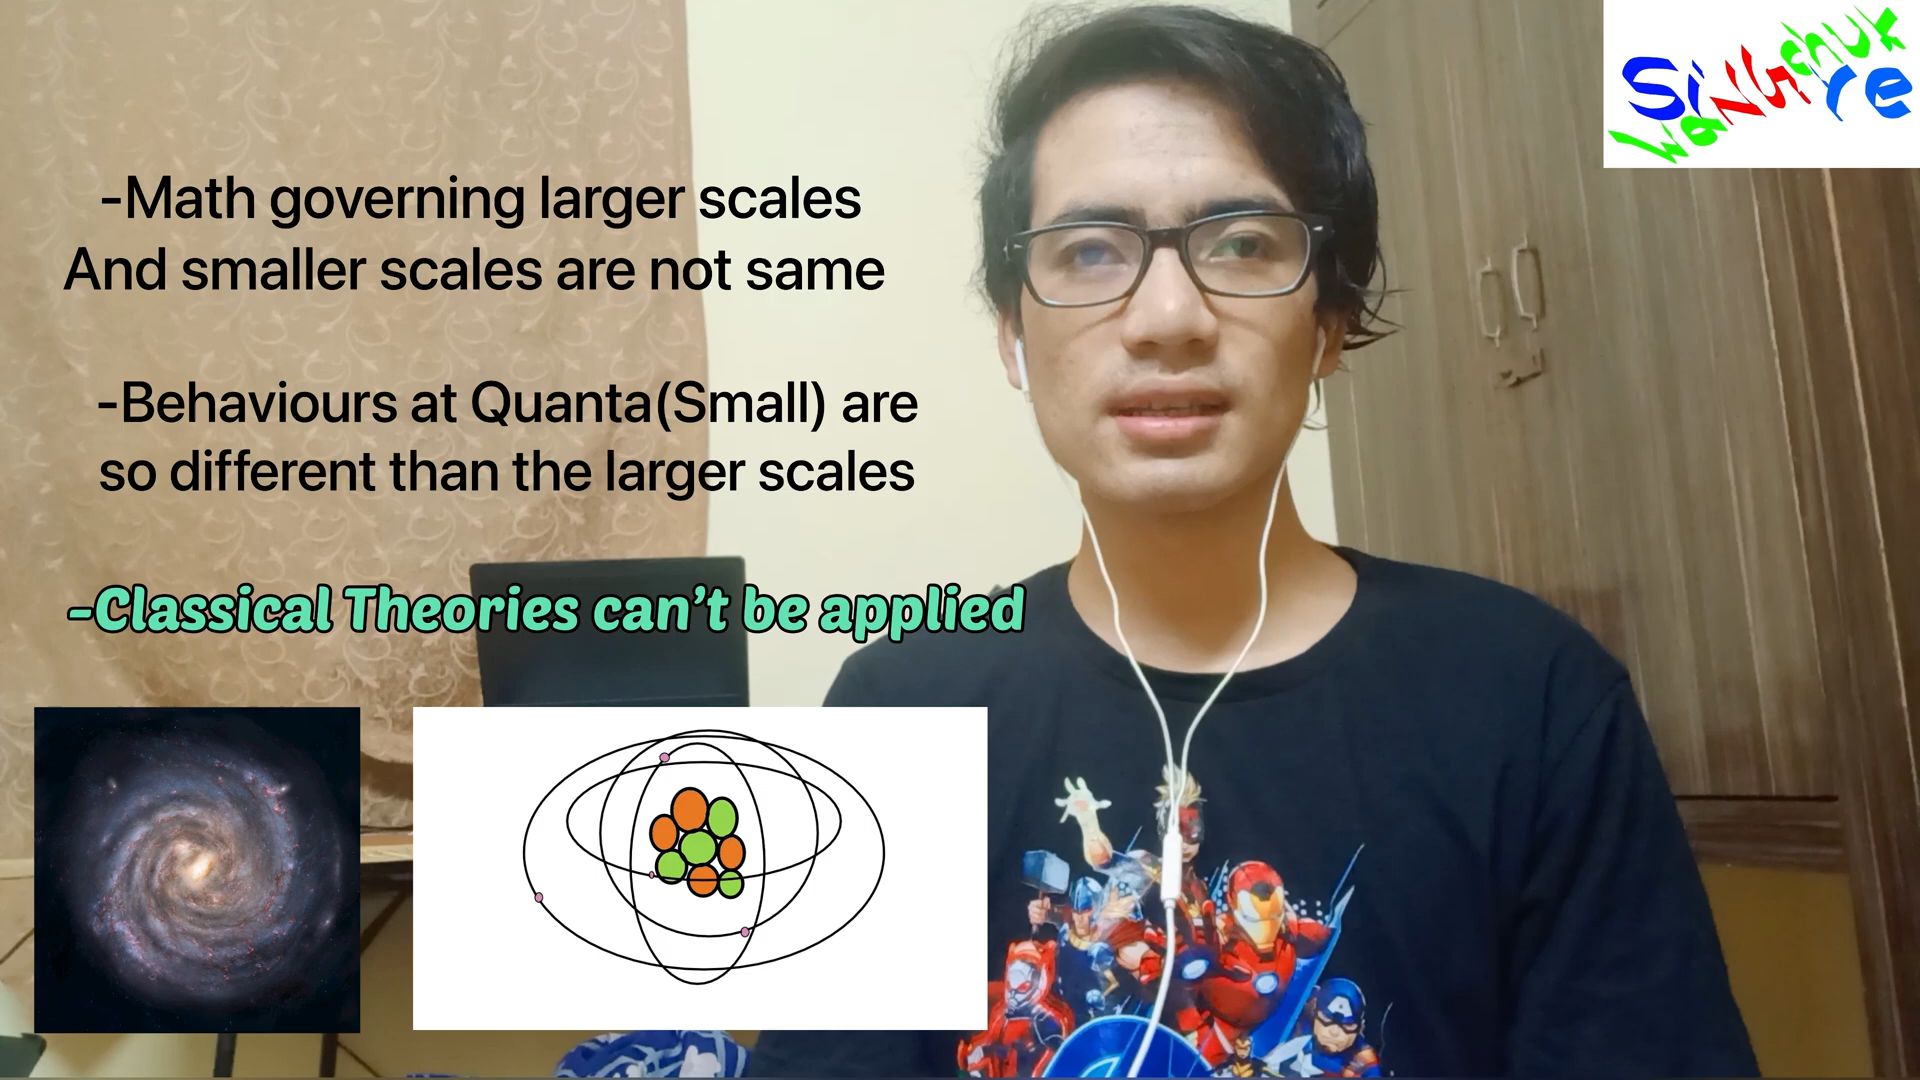 -Math governing larger scales
And smaller scales are not same
-Behaviours at Quanta(Small) are
so different than the larger scales
-Classical Theories can't be applied